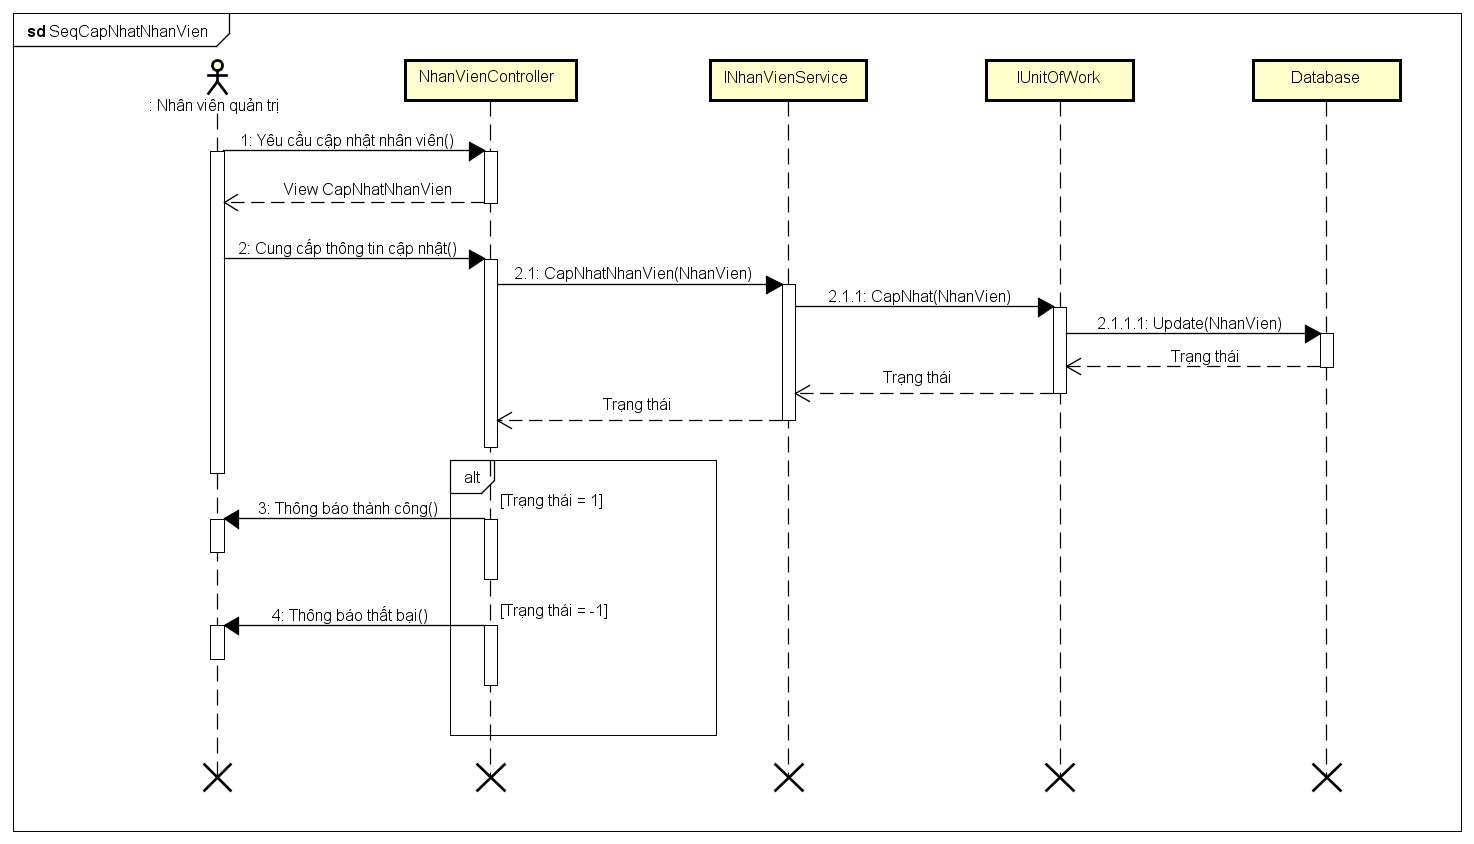 sd SeqCapNhatNhanVien
: Nhân viên quản trị
NhanVienController
INhanVienService
IUnitOfWork
Database
1: Yêu cầu cập nhật nhân viên()
View CapNhatNhanVien
2: Cung cấp thông tin cập nhật()
2.1: CapNhatNhanVien(NhanVien)
2.1.1: CapNhat(NhanVien)
2.1.1.1: Update(NhanVien)
Trạng thái
Trạng thái
Trạng thái
alt
[Trạng thái = 1]
3: Thông báo thành công()
[Trạng thái = -1]
4: Thông báo thất bại()